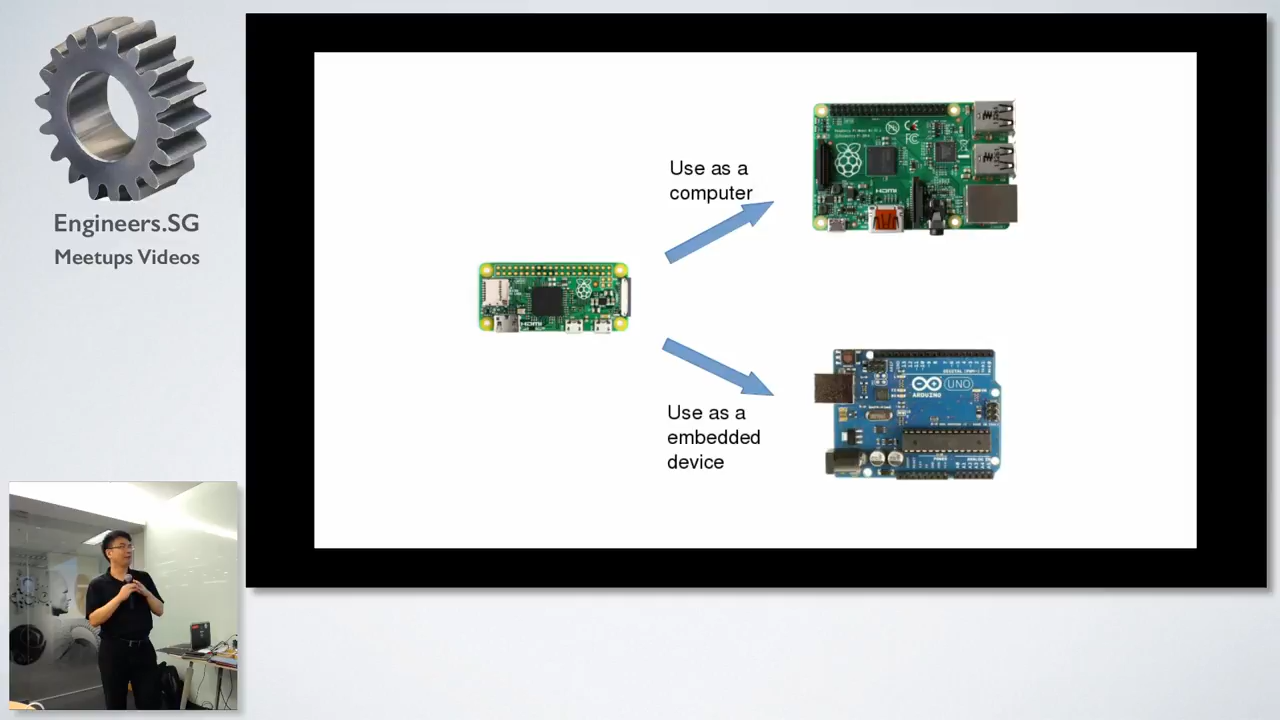 Engineers.SG
Meetups Videos
Use as a
computer
Use as a
embedded
device
ARDUINO
UNO